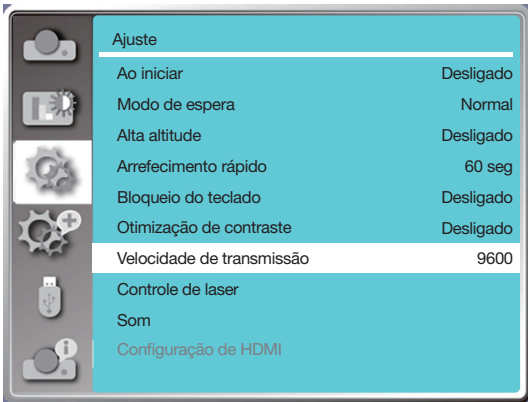 Ajuste
Ao iniciar Desligado
Modo de espera Normal
Alta altitude Desligado
Arrefecimento rápido 60 seg
Bloqueio do teclado Desligado
Otimização de contraste Desligado
Velocidade de transmissão 9600
Controle de laser
Som
Configuração de HDMI